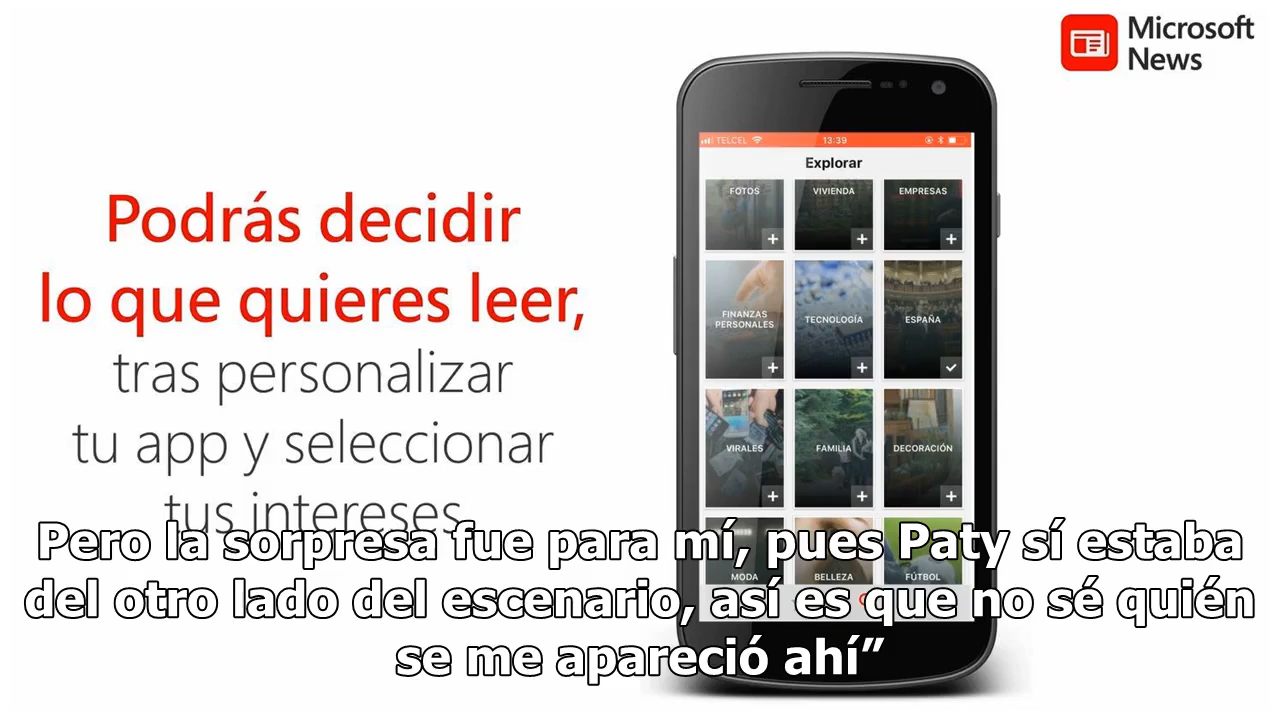 Microsoft
News
Podrás decidir
lo que quieres leer,
tras personalizar
tu app y seleccionar
tus intereses
TELCEL 13:39
Explorar
FOTOS VIVIENDA EMPRESAS
FINANZAS
PERSONALES TECNOLOGÍA ESPAÑA
VIRALES FAMILIA DECORACIÓN
MODA BELLEZA FÚTBOL
Pero la sorpresa fue para mí, pues Paty sí estaba
del otro lado del escenario, así es que no sé quién
se me apareció ahí”